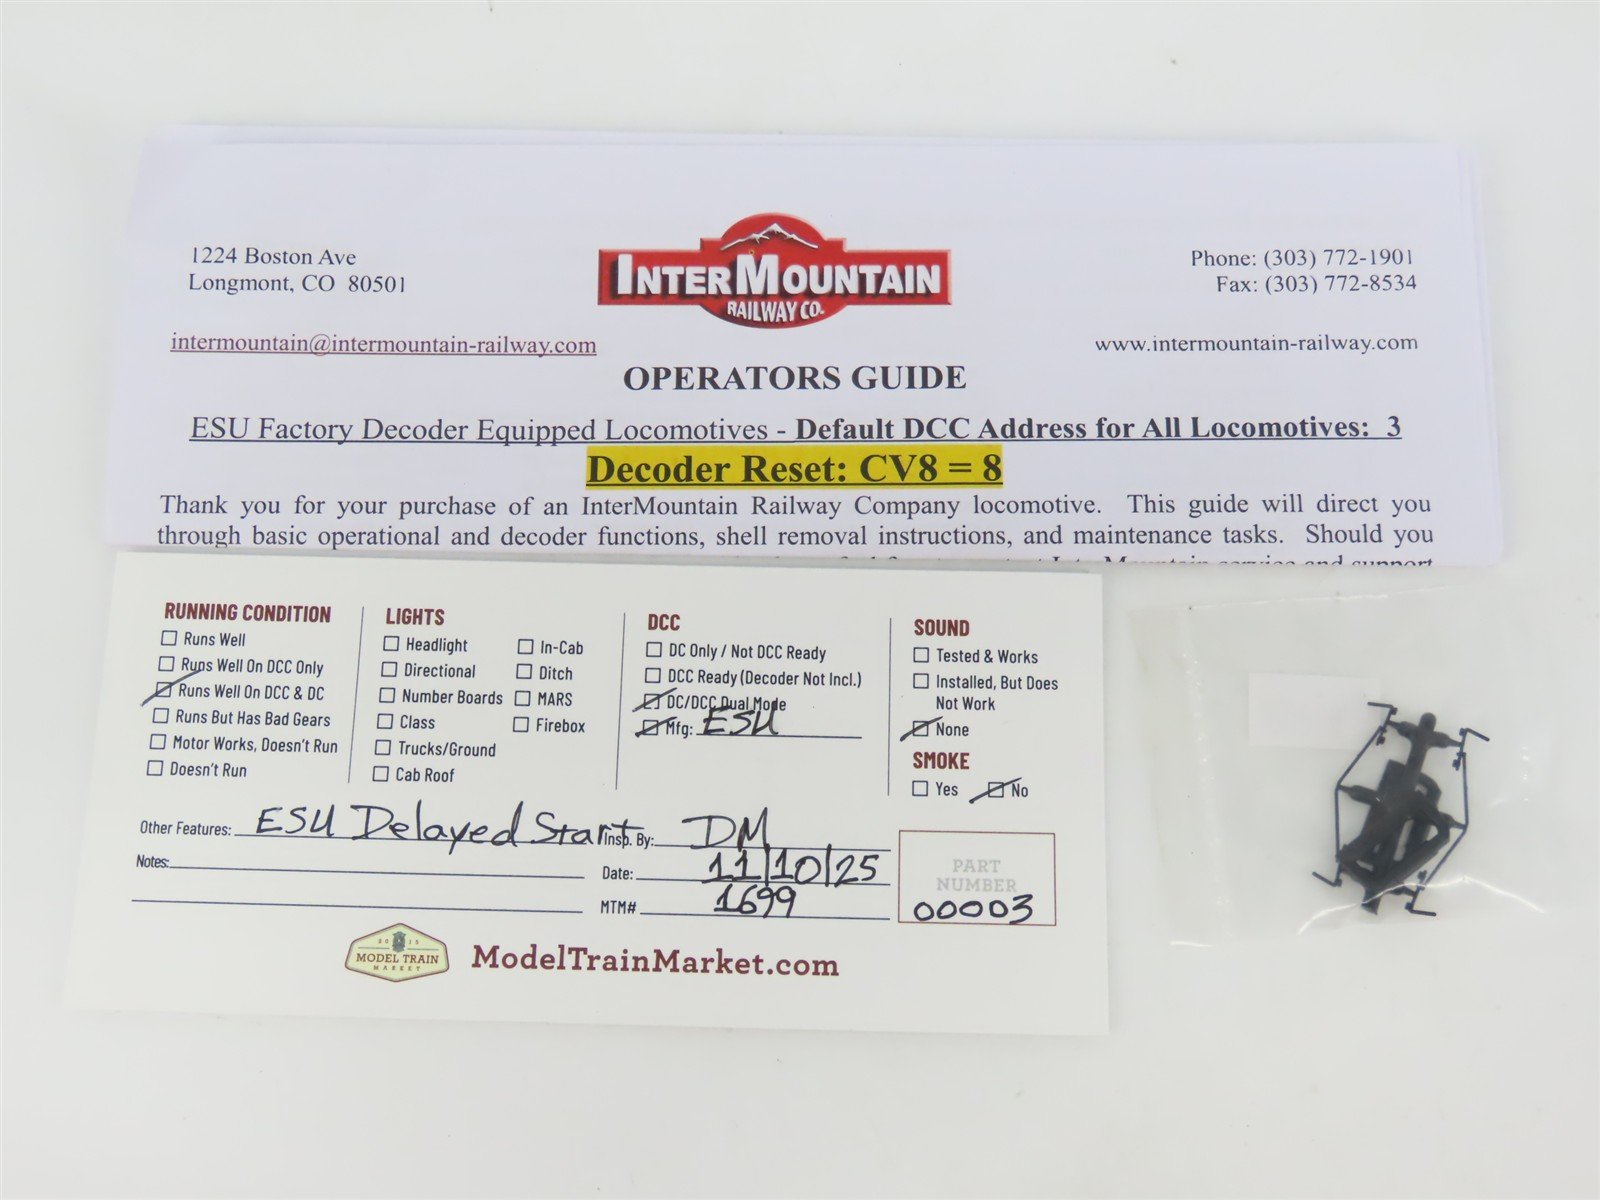 1224 Boston Ave
Longmont, CO 80501
INTERMOUNTAIN
RAILWAY CO.
Phone: (303) 772-1901
Fax: (303) 772-8534
intermountain@intermountain-railway.com
www.intermountain-railway.com
OPERATORS GUIDE
ESU Factory Decoder Equipped Locomotives - Default DCC Address for All Locomotives: 3
Decoder Reset: CV8 = 8
Thank you for your purchase of an InterMountain Railway Company locomotive. This guide will direct you
through basic operational and decoder functions, shell removal instructions, and maintenance tasks. Should you
InterMountain service and support
RUNNING CONDITION
Runs Well
Runs Well On DCC Only
Runs Well On DCC & DC
Runs But Has Bad Gears
Motor Works, Doesn't Run
Doesn't Run
LIGHTS
Headlight
Directional
Number Boards
Class
Trucks/Ground
Cab Roof
In-Cab
Ditch
MARS
Firebox
DCC
DC Only / Not DCC Ready
DCC Ready (Decoder Not Incl.)
DC/DCC Dual Mode
Mfg: ESU
SOUND
Tested & Works
Installed, But Does
Not Work
None
SMOKE
Yes No
Other Features: ESU Delayed Start
Notes:
Insp. By: DM
Date: 11/10/25
MTM# 1699
PART
NUMBER
00003
2015
MODEL TRAIN
MARKET
ModelTrainMarket.com